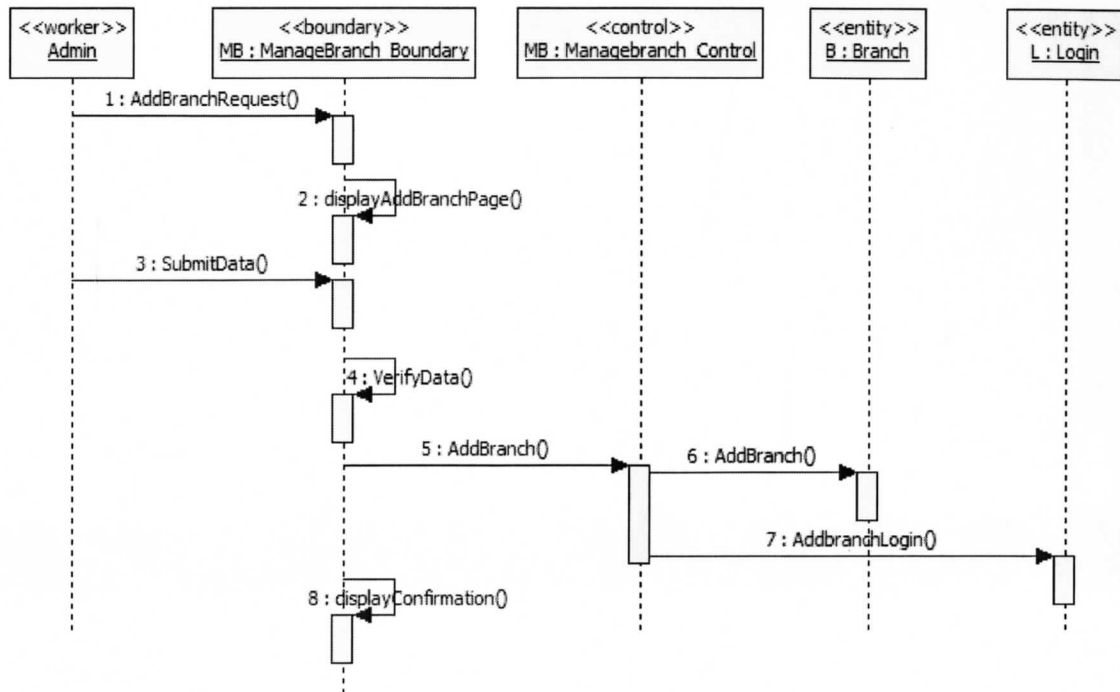 <<worker>>
Admin
<<boundary>>
MB : ManageBranch_Boundary
<<control>>
MB : Managebranch_Control
<<entity>>
B : Branch
<<entity>>
L : Login
1 : AddBranchRequest()
2 : displayAddBranchPage()
3 : SubmitData()
4 : VerifyData()
5 : AddBranch()
6 : AddBranch()
7 : AddbranchLogin()
8 : displayConfirmation()